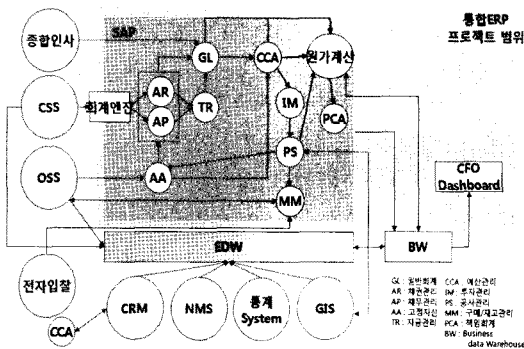 통합ERP
프로젝트 범위
종합인사
SAP
GL
CCA
원가계산
CSS
회계엔진
AR
AP
TR
IM
PCA
OSS
AA
PS
MM
CFO
Dashboard
EDW
BW
전자입찰
CRM
NMS
통계
System
GIS
CCA
GL : 일반회계 CCA : 예산관리
AR : 채권관리 IM : 투자관리
AP : 채무관리 PS : 공사관리
AA : 고정자산 MM : 구매/재고관리
TR : 자금관리 PCA : 책임회계
BW : Business
data Warehouse